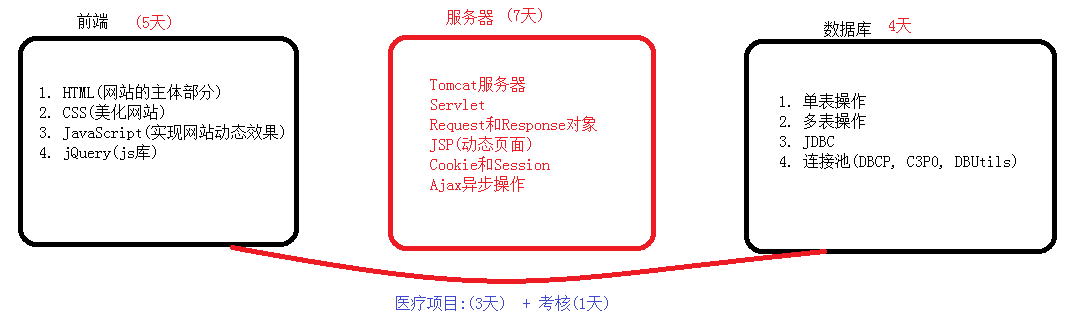 前端 (5天)
1. HTML(网站的主体部分)
2. CSS(美化网站)
3. JavaScript(实现网站动态效果)
4. jQuery(js库)
服务器 (7天)
Tomcat服务器
Servlet
Request和Response对象
JSP(动态页面)
Cookie和Session
Ajax异步操作
数据库 4天
1. 单表操作
2. 多表操作
3. JDBC
4. 连接池(DBCP, C3P0, DBUtils)
医疗项目:(3天) + 考核(1天)